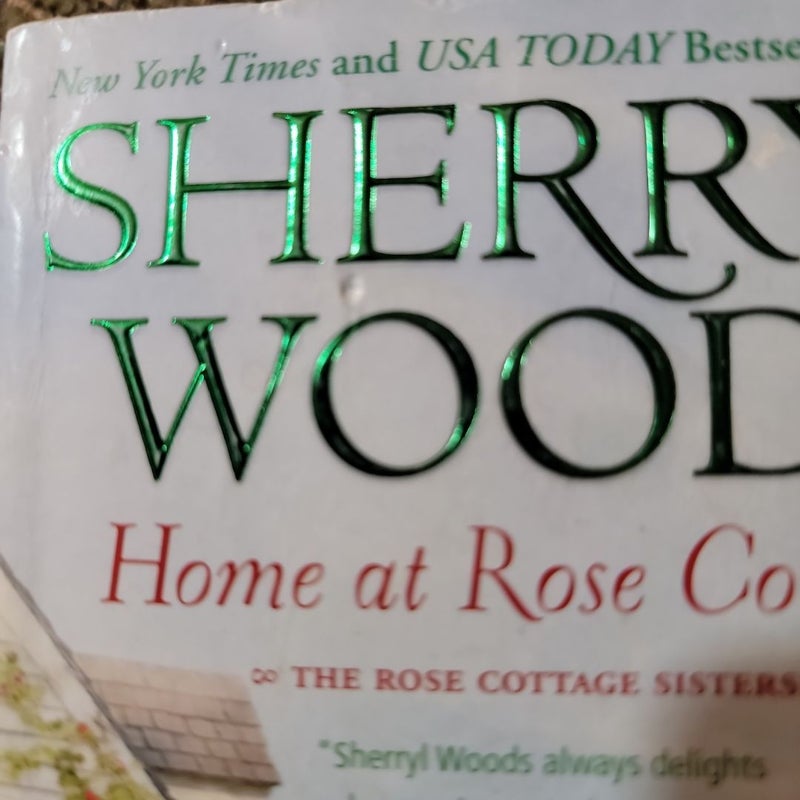 New York Times and USA TODAY Bestse
SHERRY
WOOD
Home at Rose Co
THE ROSE COTTAGE SISTERS
"Sherryl Woods always delights